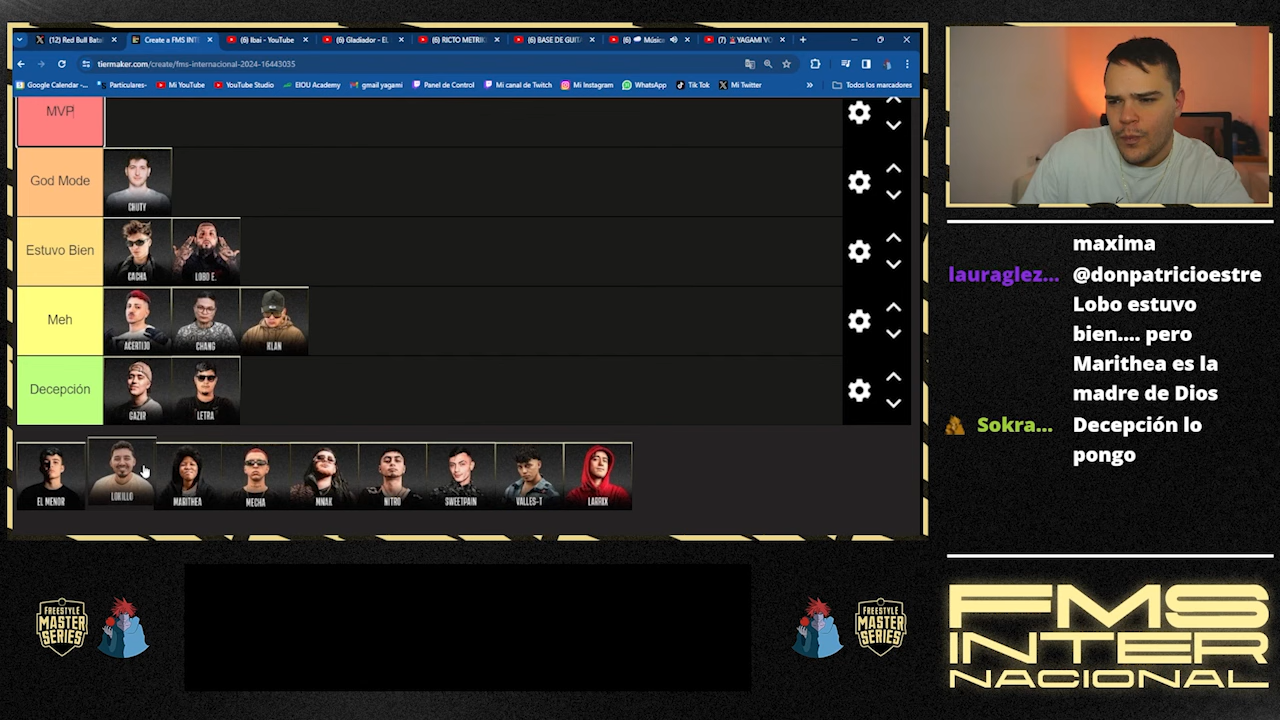 (12) Red Bull Bata
Create a FMS INT
(6) Ibai - YouTube
(6) Gladiador - EL
(6) RICTO METRIK
(6) BASE DE GUIT
(6)
(7)
tiermaker.com/create/fms-internacional-2024-16443035
Google Calendar -...
Particulares-
Mi YouTube
YouTube Studio
EIOU Academy
gmail yagami
Panel de Control
Mi canal de Twitch
Mi Instagram
WhatsApp
Tik Tok
Mi Twitter
»
Todos los marcadores
MVP
God Mode
CHUTY
Estuvo Bien
CACHA
LOBO E.
Meh
ACERTIJO
CHANG
KLAN
Decepción
GAZIR
LETRA
EL MENOR
LOKILLO
MARITHEA
MECHA
MNAK
NITRO
SWEETPAIN
VALLES-T
LARRIX
maxima
lauraglez...
@donpatricioestre
Lobo estuvo
bien.... pero
Marithea es la
madre de Dios
Sokra...
Decepción lo
pongo
FREESTYLE
MASTER
SERIES
FREESTYLE
MASTER
SERIES
FMS
INTER
NACIONAL